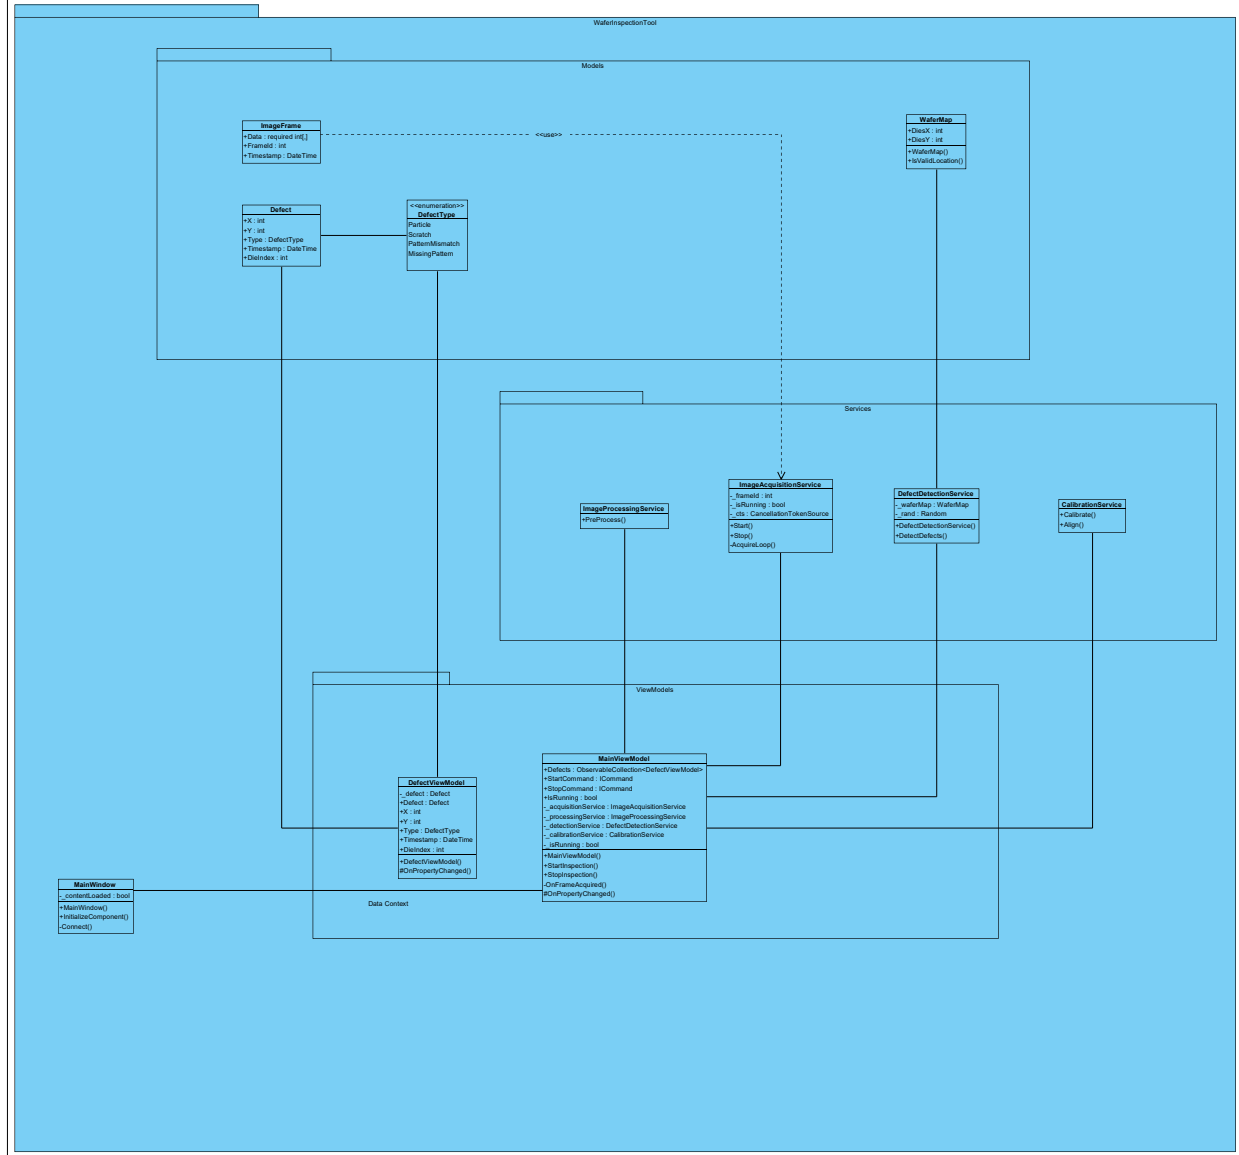 WaferInspectionTool
Models
ImageFrame
+Data : required int[,]
+FrameId : int
+Timestamp : DateTime
<<use>>
WaferMap
+DiesX : int
+DiesY : int
+WaferMap()
+IsValidLocation()
Defect
+X : int
+Y : int
+Type : DefectType
+Timestamp : DateTime
+DieIndex : int
<<enumeration>>
DefectType
Particle
Scratch
PatternMismatch
MissingPattern
Services
ImageProcessingService
+PreProcess()
ImageAcquisitionService
-_frameId : int
-_isRunning : bool
-_cts : CancellationTokenSource
+Start()
+Stop()
-AcquireLoop()
DefectDetectionService
-_waferMap : WaferMap
-_rand : Random
+DefectDetectionService()
+DetectDefects()
CalibrationService
+Calibrate()
+Align()
ViewModels
DefectViewModel
-_defect : Defect
+Defect : Defect
+X : int
+Y : int
+Type : DefectType
+Timestamp : DateTime
+DieIndex : int
+DefectViewModel()
#OnPropertyChanged()
MainViewModel
+Defects : ObservableCollection<DefectViewModel>
+StartCommand : ICommand
+StopCommand : ICommand
+IsRunning : bool
-_acquisitionService : ImageAcquisitionService
-_processingService : ImageProcessingService
-_detectionService : DefectDetectionService
-_calibrationService : CalibrationService
-_isRunning : bool
+MainViewModel()
+StartInspection()
+StopInspection()
-OnFrameAcquired()
#OnPropertyChanged()
MainWindow
-_contentLoaded : bool
+MainWindow()
+InitializeComponent()
-Connect()
Data Context